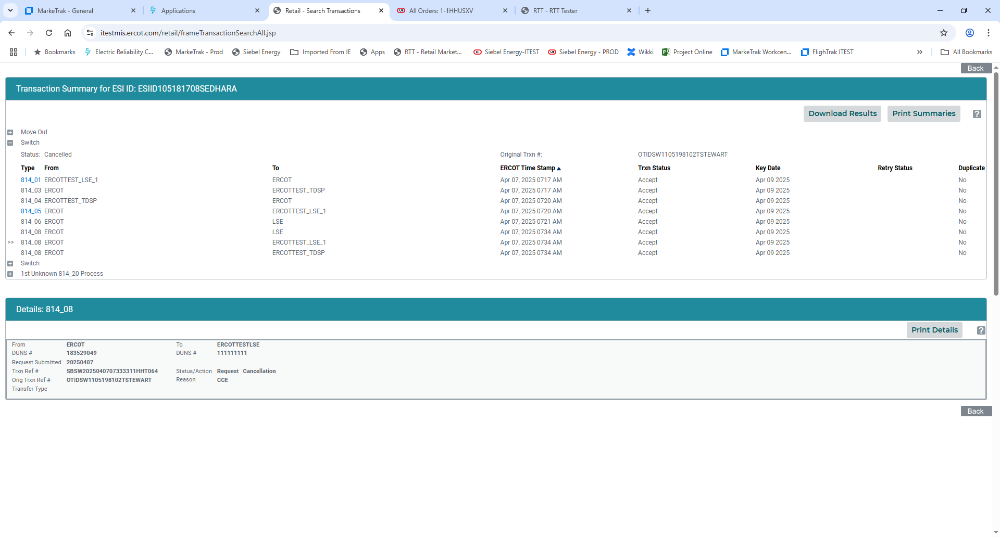 MarkeTrak - General
Applications
Retail - Search Transactions
All Orders: 1-1HHUSXV
RTT - RTT Tester
itestmis.ercot.com/retail/frameTransactionSearchAll.jsp
Bookmarks
Electric Reliability C...
MarkeTrak - Prod
Siebel Energy
Imported From IE
Apps
RTT - Retail Market...
Siebel Energy-ITEST
Siebel Energy - PROD
Wikki
Project Online
MarkeTrak Workcen...
FlighTrak ITEST
»
All Bookmarks
Back
Transaction Summary for ESI ID: ESIID105181708SEDHARA
Download Results Print Summaries ?
Move Out
Switch
Status: Cancelled Original Trxn #: OTIDSW1105198102TSTEWART
Type From To ERCOT Time Stamp Trxn Status Key Date Retry Status Duplicate
814_01 ERCOTTEST_LSE_1 ERCOT Apr 07, 2025 0717 AM Accept Apr 09 2025 No
814_03 ERCOT ERCOTTEST_TDSP Apr 07, 2025 0717 AM Accept Apr 09 2025 No
814_04 ERCOTTEST_TDSP ERCOT Apr 07, 2025 0720 AM Accept Apr 09 2025 No
814_05 ERCOT ERCOTTEST_LSE_1 Apr 07, 2025 0720 AM Accept Apr 09 2025 No
814_06 ERCOT LSE Apr 07, 2025 0721 AM Accept Apr 09 2025 No
814_08 ERCOT LSE Apr 07, 2025 0734 AM Accept Apr 09 2025 No
>> 814_08 ERCOT ERCOTTEST_LSE_1 Apr 07, 2025 0734 AM Accept Apr 09 2025 No
814_08 ERCOT ERCOTTEST_TDSP Apr 07, 2025 0734 AM Accept Apr 09 2025 No
Switch
1st Unknown 814_20 Process
Details: 814_08
Print Details ?
From ERCOT To ERCOTTESTLSE
DUNS # 183529049 DUNS # 111111111
Request Submitted 20250407
Trxn Ref # SBSW2025040707333311HHT064 Status/Action Request Cancellation
Orig Trxn Ref # OTIDSW1105198102TSTEWART Reason CCE
Transfer Type
Back